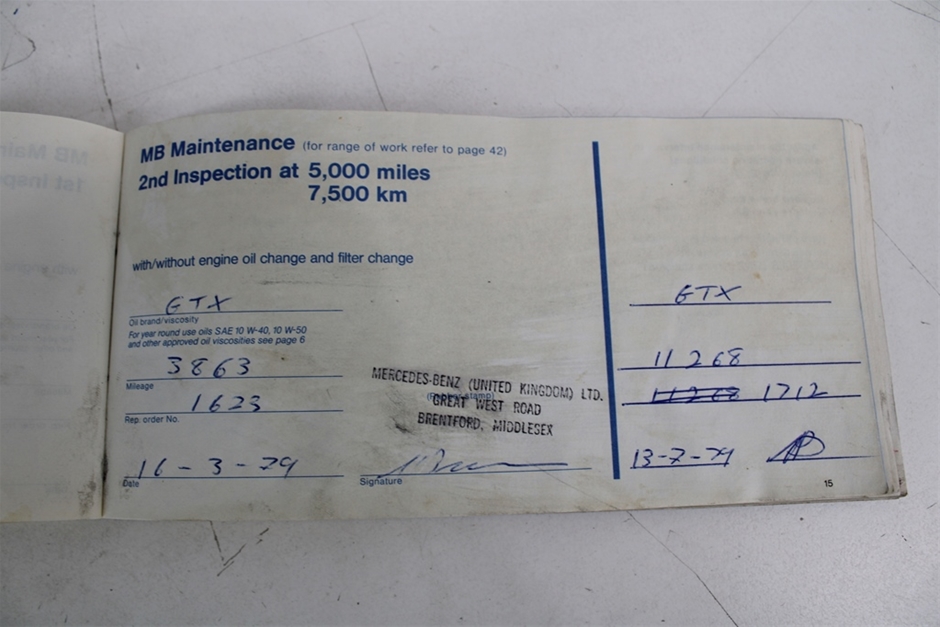 MB Maintenance (for range of work refer to page 42)
2nd Inspection at 5,000 miles
7,500 km
with/without engine oil change and filter change
GTX
Oil brand/viscosity
For year round use oils SAE 10 W-40, 10 W-50
and other approved oil viscosities see page 6
3863
Mileage
1623
Rep. order No.
16-3-79
Date
MERCEDES-BENZ (UNITED KINGDOM) LTD.
GREAT WEST ROAD
BRENTFORD, MIDDLESEX
Signature
GTX
11268
11268 1712
13-7-79
15